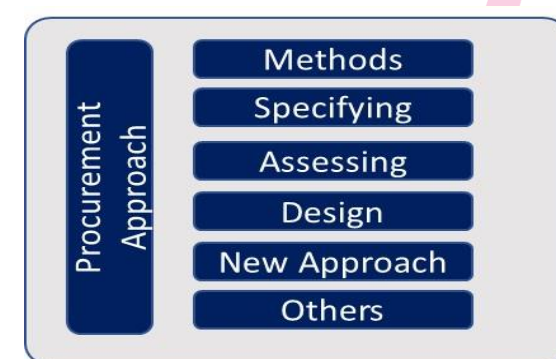 Procurement
Approach
Methods
Specifying
Assessing
Design
New Approach
Others